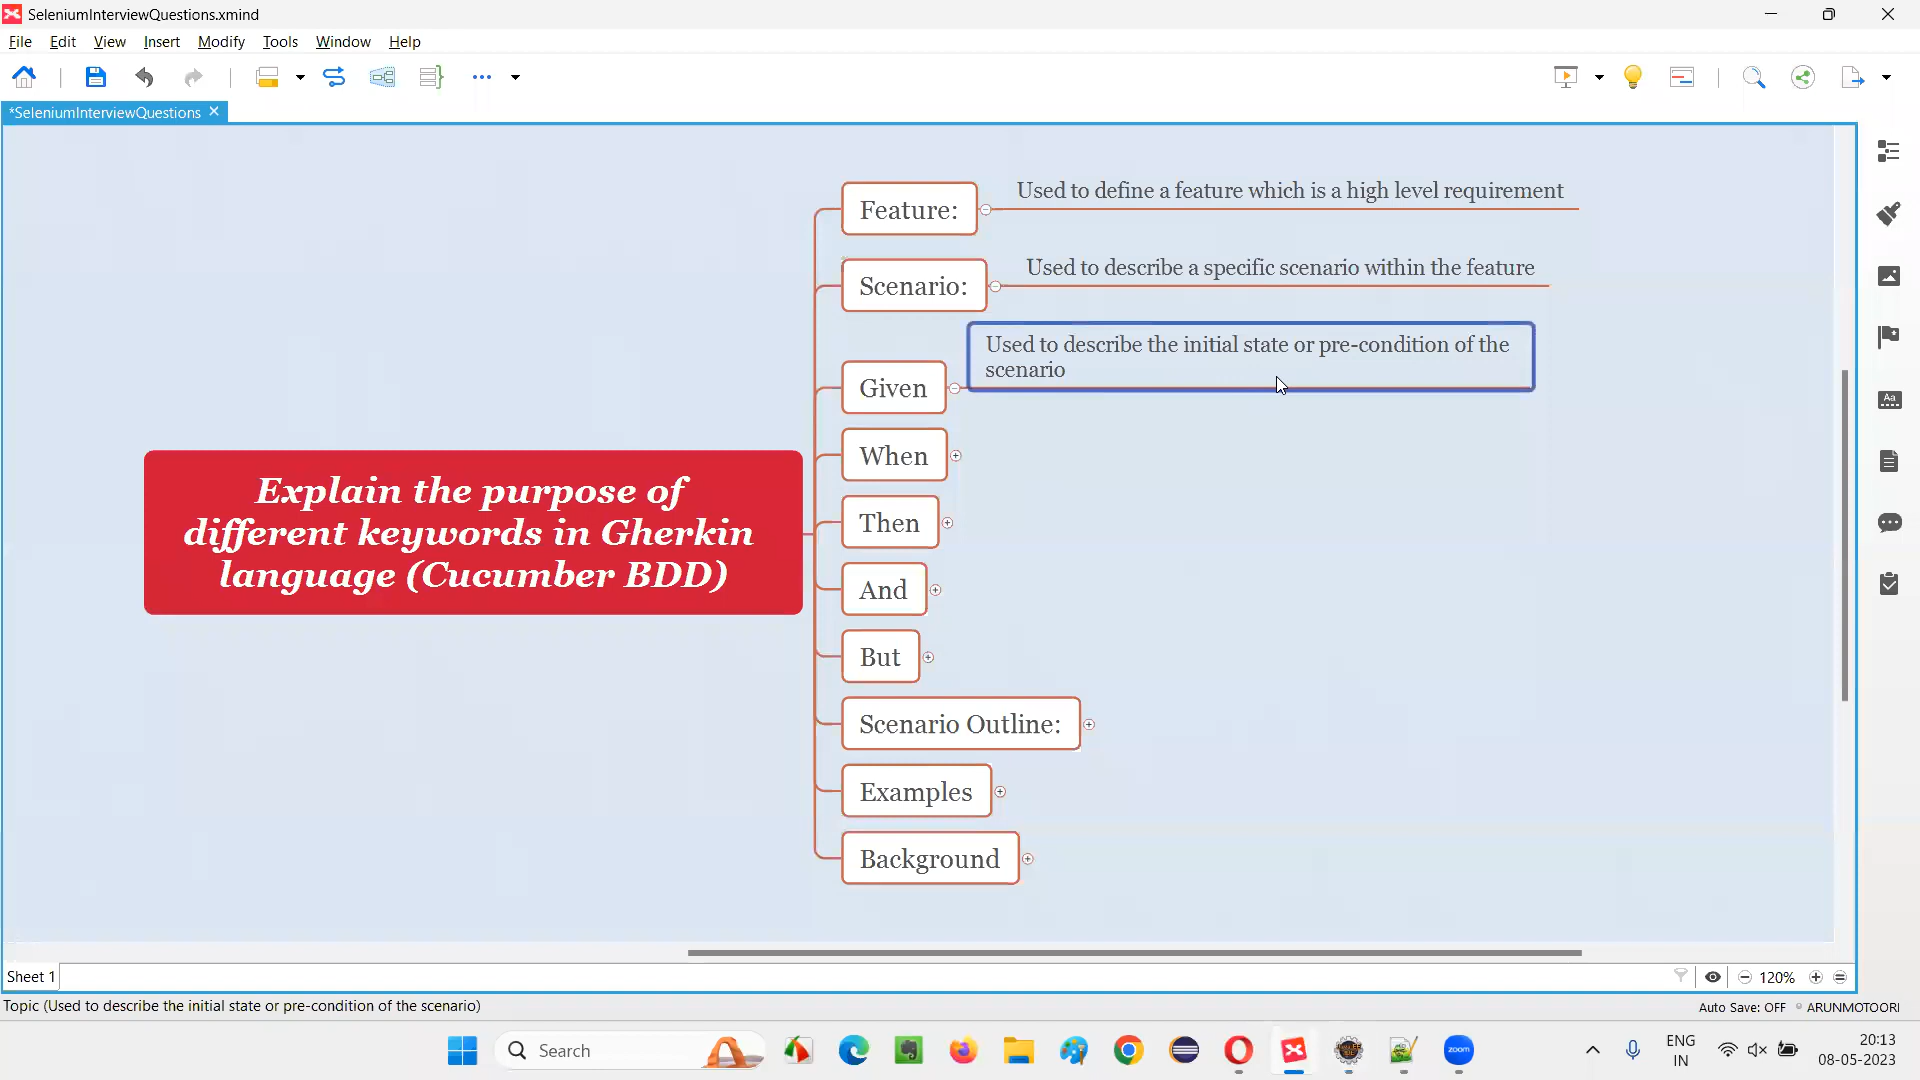 SeleniumInterviewQuestions.xmind
File Edit View Insert Modify Tools Window Help
*SeleniumInterviewQuestions
Feature:
Used to define a feature which is a high level requirement
Scenario:
Used to describe a specific scenario within the feature
Given
Used to describe the initial state or pre-condition of the
scenario
When
Then
And
But
Scenario Outline:
Examples
Background
Explain the purpose of
different keywords in Gherkin
language (Cucumber BDD)
Aa
Sheet 1
120%
Topic (Used to describe the initial state or pre-condition of the scenario)
Auto Save: OFF
ARUNMOTOORI
Search
zoom
ENG
IN
20:13
08-05-2023